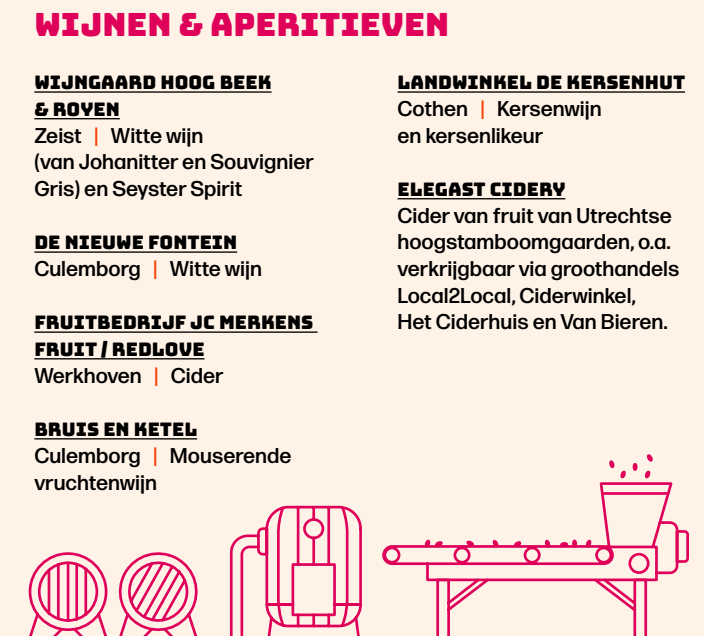 WIJNEN & APERITIEVEN
WIJNGAARD HOOG BEEK
& ROYEN
Zeist | Witte wijn
(van Johanitter en Souvignier
Gris) en Seyster Spirit
DE NIEUWE FONTEIN
Culemborg | Witte wijn
FRUITBEDRIJF JC MERKENS
FRUIT / REDLOVE
Werkhoven | Cider
BRUIS EN KETEL
Culemborg | Mouserende
vruchtenwijn
LANDWINKEL DE KERSENHUT
Cothen | Kersenwijn
en kersenlikeur
ELEGAST CIDERY
Cider van fruit van Utrechtse
hoogstamboomgaarden, o.a.
verkrijgbaar via groothandels
Local2Local, Ciderwinkel,
Het Ciderhuis en Van Bieren.